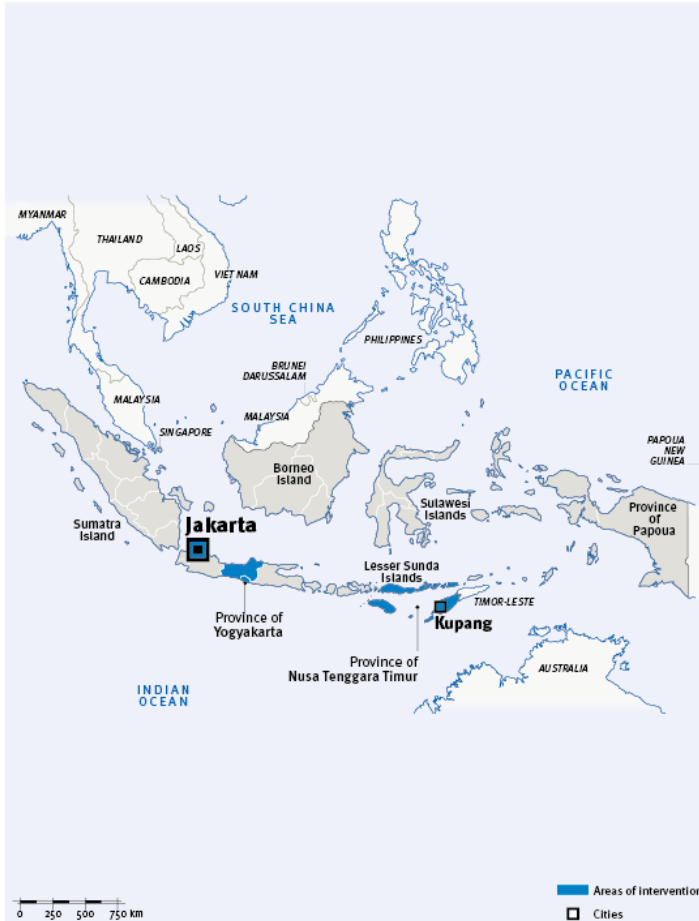 MYANMAR
THAILAND
LAOS
CAMBODIA
VIET NAM
SOUTH CHINA
SEA
PHILIPPINES
BRUNEI
DARUSSALAM
PACIFIC
OCEAN
MALAYSIA
MALAYSIA
SINGAPORE
PAPOUA
NEW
GUINEA
Borneo
Island
Sumatra
Island
Sulawesi
Islands
Province
of
Papoua
Jakarta
Lesser Sunda
Islands
TIMOR-LESTE
Kupang
Province of
Yogyakarta
Province of
Nusa Tenggara Timur
AUSTRALIA
INDIAN
OCEAN
0 250 500 750 km
Areas of intervention
Cities